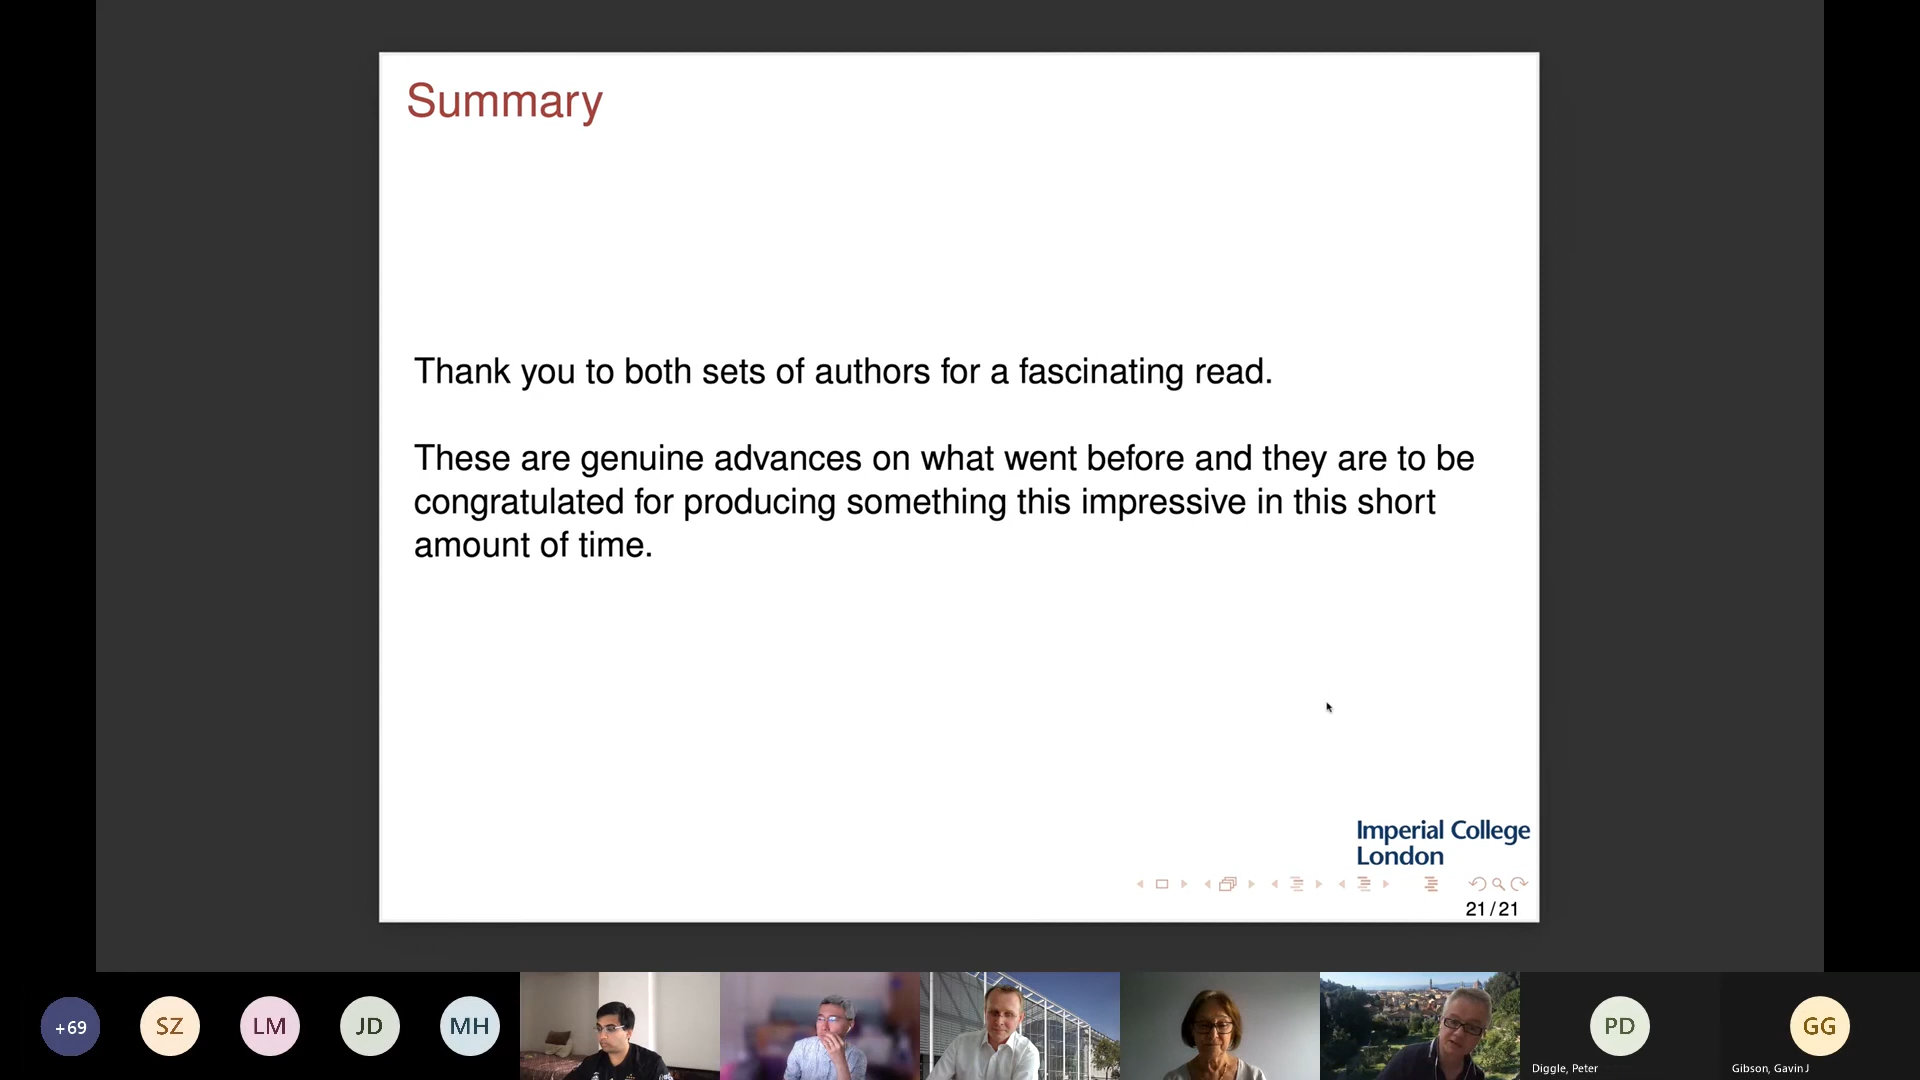 Summary
Thank you to both sets of authors for a fascinating read.
These are genuine advances on what went before and they are to be
congratulated for producing something this impressive in this short
amount of time.
Imperial College
London
21 / 21
+69
SZ
LM
JD
MH
PD
GG
Diggle, Peter
Gibson, Gavin J